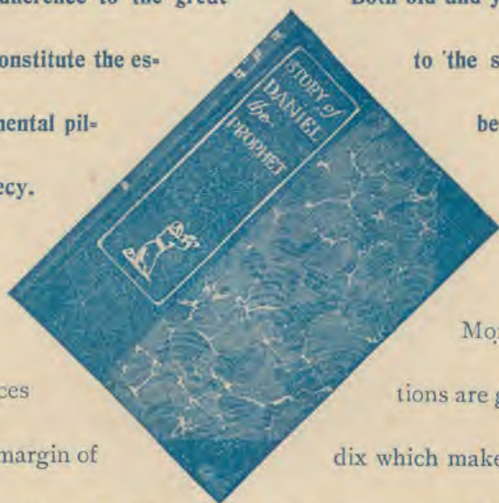 adherence to the great
onstitute the es-
mental pil-
ecy.
ces
margin of
STORY of
DANIEL
the
PROPHET
Both old and y
to the s
be
Mo
tions are g
dix which make